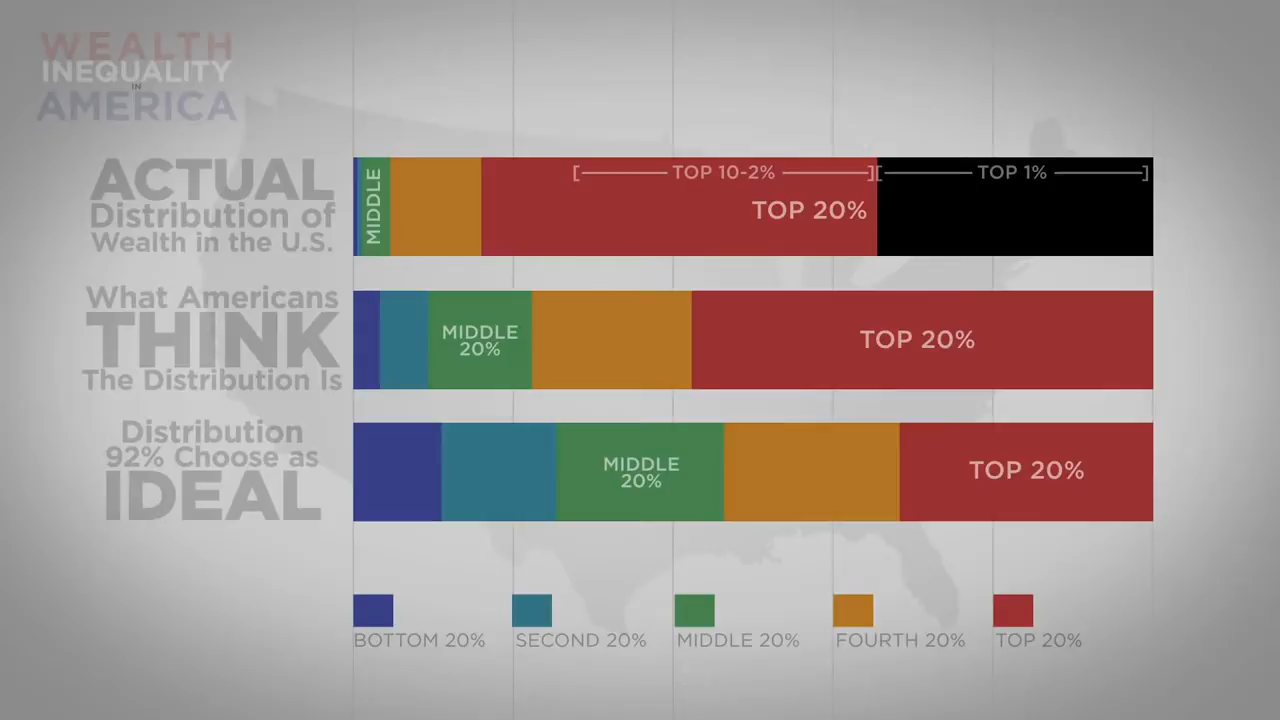 WEALTH
INEQUALITY
IN
AMERICA
ACTUAL
Distribution of
Wealth in the U.S.
MIDDLE
TOP 10-2%
TOP 1%
TOP 20%
What Americans
THINK
The Distribution Is
MIDDLE
20%
TOP 20%
Distribution
92% Choose as
IDEAL
MIDDLE
20%
TOP 20%
BOTTOM 20%
SECOND 20%
MIDDLE 20%
FOURTH 20%
TOP 20%